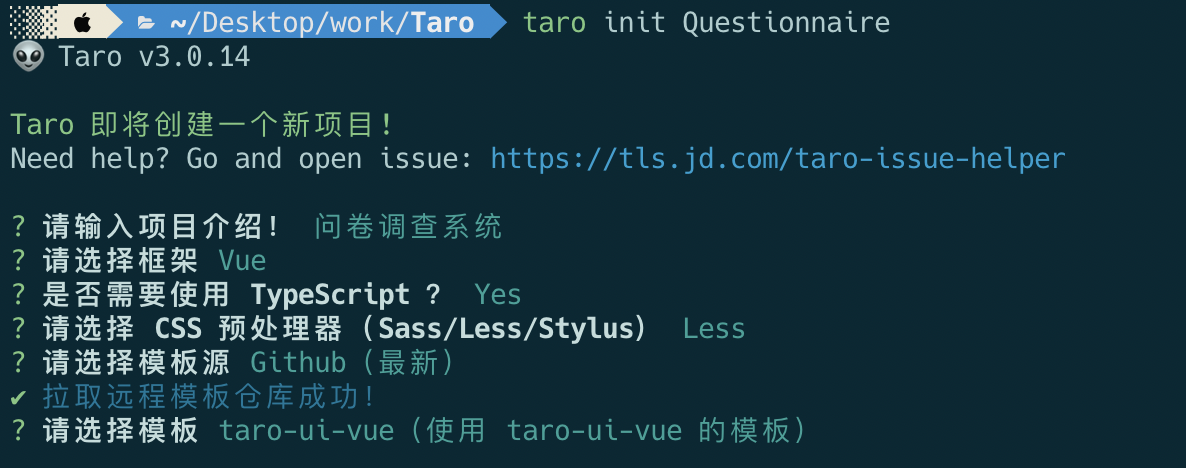 ~/Desktop/work/Taro taro init Questionnaire
👽 Taro v3.0.14
Taro 即将创建一个新项目!
Need help? Go and open issue: https://tls.jd.com/taro-issue-helper
? 请输入项目介绍! 问卷调查系统
? 请选择框架 Vue
? 是否需要使用 TypeScript ? Yes
? 请选择 CSS 预处理器（Sass/Less/Stylus） Less
? 请选择模板源 Github（最新）
✔ 拉取远程模板仓库成功!
? 请选择模板 taro-ui-vue（使用 taro-ui-vue 的模板）